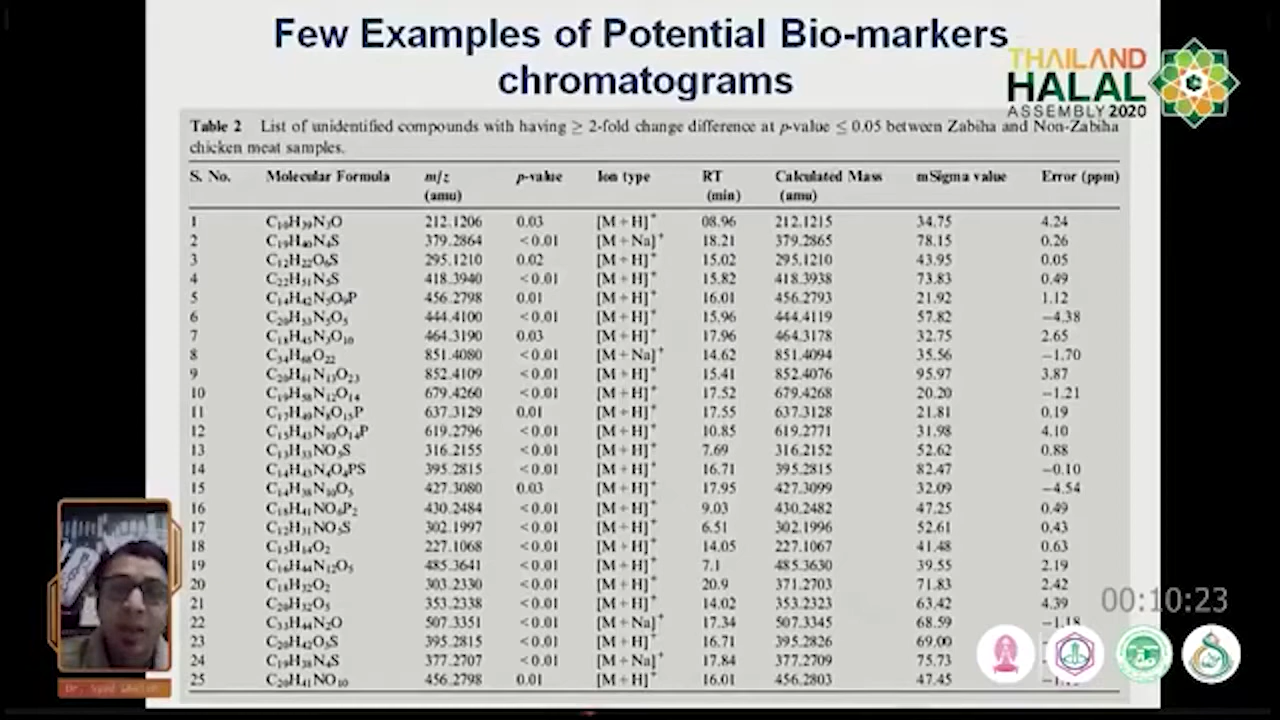 Few Examples of Potential Bio-markers
chromatograms
THAILAND
HALAL
ASSEMBLY 2020
Table 2 List of unidentified compounds with having ≥ 2-fold change difference at p-value ≤ 0.05 between Zabiha and Non-Zabiha
chicken meat samples.
S. No. Molecular Formula m/z (amu) p-value Ion type RT (min) Calculated Mass (amu) mSigma value Error (ppm)
1 212.1206 0.03 [M+H]+ 08.96 212.1215 34.75 4.24
2 C19H40N4S 379.2864 <0.01 [M+Na]+ 18.21 379.2865 78.15 0.26
3 C12H22O6S 295.1210 0.02 [M+H]+ 15.02 295.1210 43.95 0.05
4 C22H51N5S 418.3940 <0.01 [M+H]+ 15.82 418.3938 73.83 0.49
5 C14H42N5O9P 456.2798 0.01 [M+H]+ 16.01 456.2793 21.92 1.12
6 C20H53N5O5 444.4100 <0.01 [M+H]+ 15.96 444.4119 57.82 −4.38
7 C18H45N3O10 464.3190 0.03 [M+H]+ 17.96 464.3178 32.75 2.65
8 C34H68O22 851.4080 <0.01 [M+Na]+ 14.62 851.4094 35.56 −1.70
9 C20H61N13O23 852.4109 <0.01 [M+H]+ 15.41 852.4076 95.97 3.87
10 C19H58N12O14 679.4260 <0.01 [M+H]+ 17.52 679.4268 20.20 −1.21
11 C17H49N8O15P 637.3129 0.01 [M+H]+ 17.55 637.3128 21.81 0.19
12 C15H43N10O14P 619.2796 <0.01 [M+H]+ 10.85 619.2771 31.98 4.10
13 C13H33NO5S 316.2155 <0.01 [M+H]+ 7.69 316.2152 52.62 0.88
14 C14H43N4O4PS 395.2815 <0.01 [M+H]+ 16.71 395.2815 82.47 −0.10
15 C14H38N10O5 427.3080 0.03 [M+H]+ 17.95 427.3099 32.09 −4.54
16 C18H41NO6P2 430.2484 <0.01 [M+H]+ 9.03 430.2482 47.25 0.49
17 C12H31NO5S 302.1997 <0.01 [M+H]+ 6.51 302.1996 52.61 0.43
18 C15H14O2 227.1068 <0.01 [M+H]+ 14.05 227.1067 41.48 0.63
19 C16H44N12O5 485.3641 <0.01 [M+H]+ 7.1 485.3630 39.55 2.19
20 C18H32O2 303.2330 <0.01 [M+H]+ 20.9 371.2703 71.83 2.42
21 C20H32O5 353.2338 <0.01 [M+H]+ 14.02 353.2323 63.42 4.39
22 C33H44N2O 507.3351 <0.01 [M+Na]+ 17.34 507.3345 68.59 −1.18
23 C20H42O5S 395.2815 <0.01 [M+H]+ 16.71 395.2826 69.00
24 C19H38N4S 377.2707 <0.01 [M+Na]+ 17.84 377.2709 75.73
25 C20H41NO10 456.2798 0.01 [M+H]+ 16.01 456.2803 47.45
00:10:23